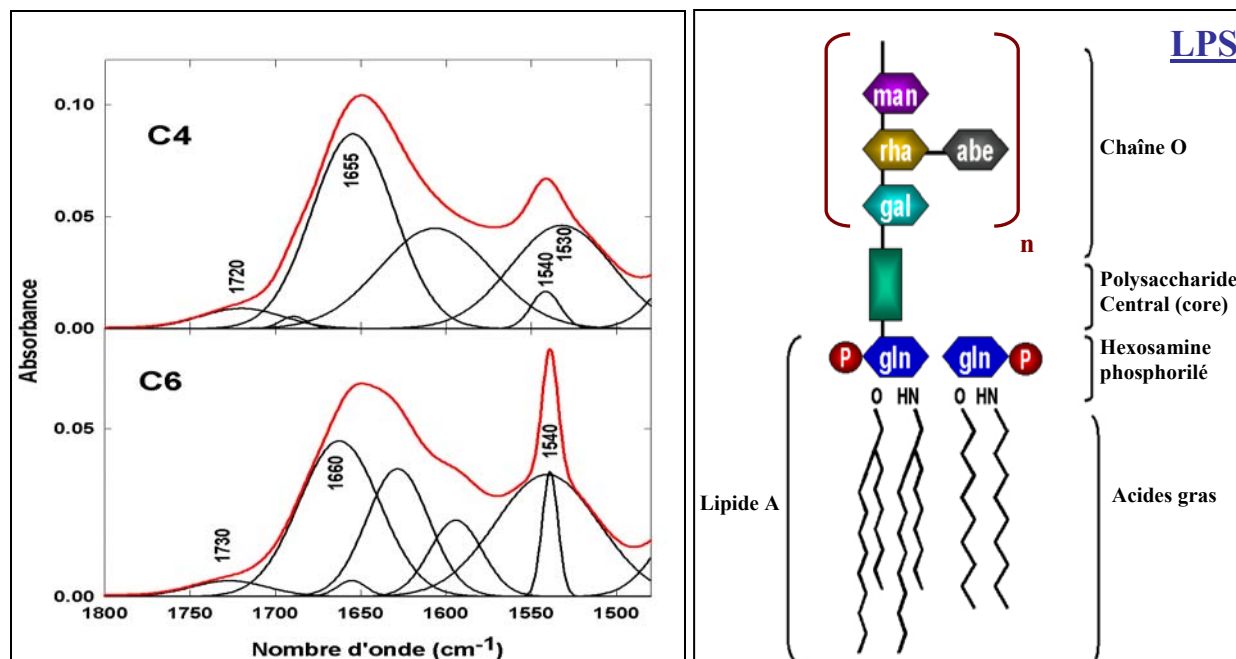 C4
0.10
0.05
0.00
1720
1655
1540
1530
Absorbance
C6
0.05
0.00
1730
1660
1540
1800 1750 1700 1650 1600 1550 1500
Nombre d'onde (cm-1)
LPS
man
rha abe
gal
n
Chaîne O
Polysaccharide
Central (core)
P gln gln P
Hexosamine
phosphorilé
O HN O HN
Lipide A
Acides gras